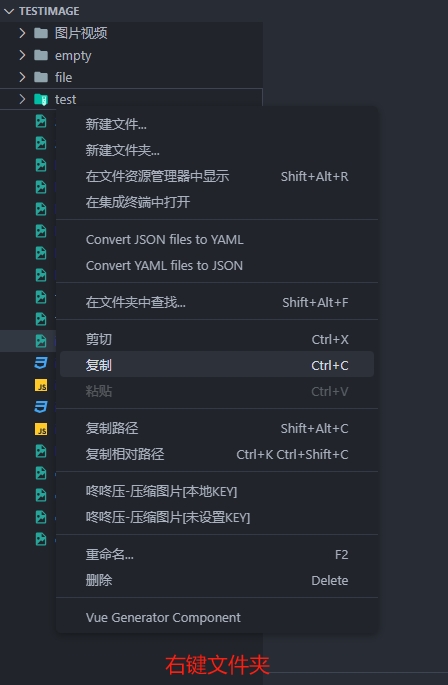 TESTIMAGE
图片视频
empty
file
test
新建文件...
新建文件夹...
在文件资源管理器中显示 Shift+Alt+R
在集成终端中打开
Convert JSON files to YAML
Convert YAML files to JSON
在文件夹中查找... Shift+Alt+F
剪切 Ctrl+X
复制 Ctrl+C
粘贴 Ctrl+V
复制路径 Shift+Alt+C
复制相对路径 Ctrl+K Ctrl+Shift+C
咚咚压-压缩图片[本地KEY]
咚咚压-压缩图片[未设置KEY]
重命名... F2
删除 Delete
Vue Generator Component
JS
JS
右键文件夹